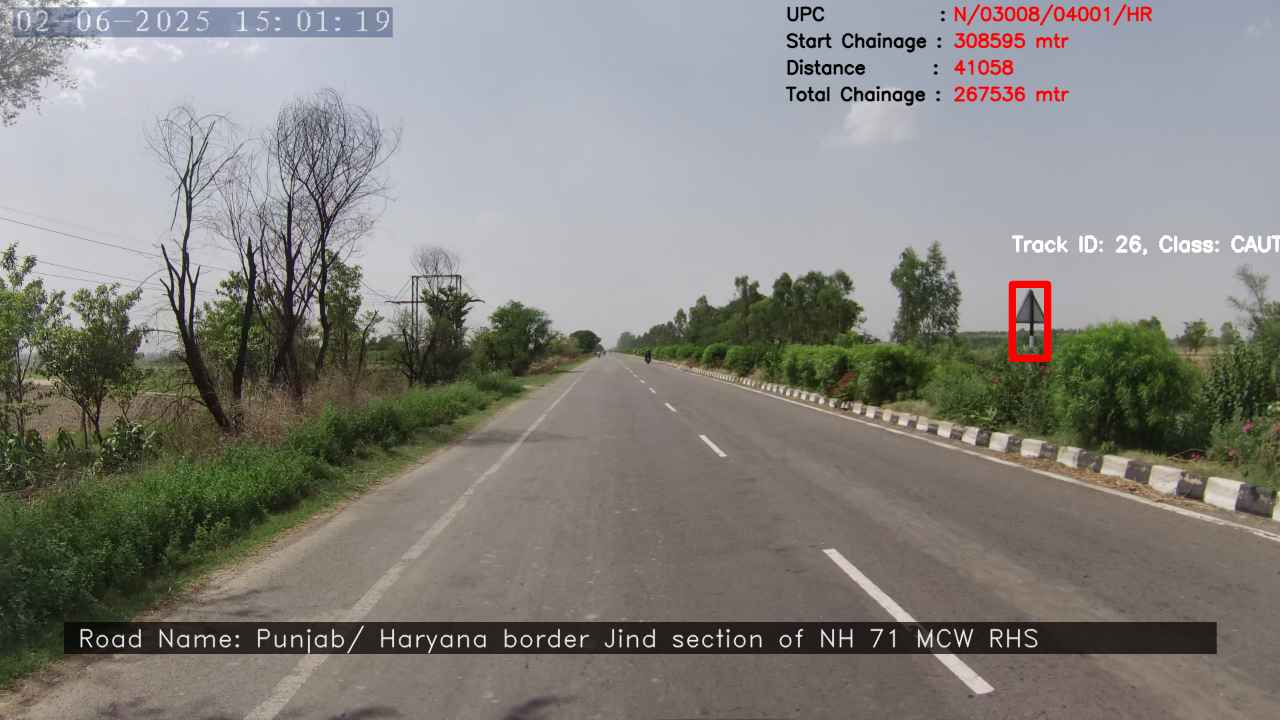 02-06-2025 15:01:19
UPC : N/03008/04001/HR
Start Chainage : 308595 mtr
Distance : 41058
Total Chainage : 267536 mtr
Track ID: 26, Class: CAUT
Road Name: Punjab/ Haryana border Jind section of NH 71 MCW RHS